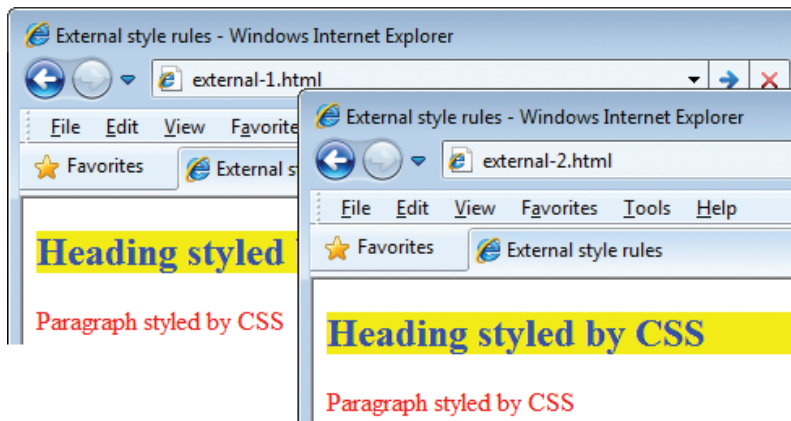 External style rules - Windows Internet Explorer
external-1.html
File Edit View Favorite
Favorites External s
Heading styled
Paragraph styled by CSS
External style rules - Windows Internet Explorer
external-2.html
File Edit View Favorites Tools Help
Favorites External style rules
Heading styled by CSS
Paragraph styled by CSS